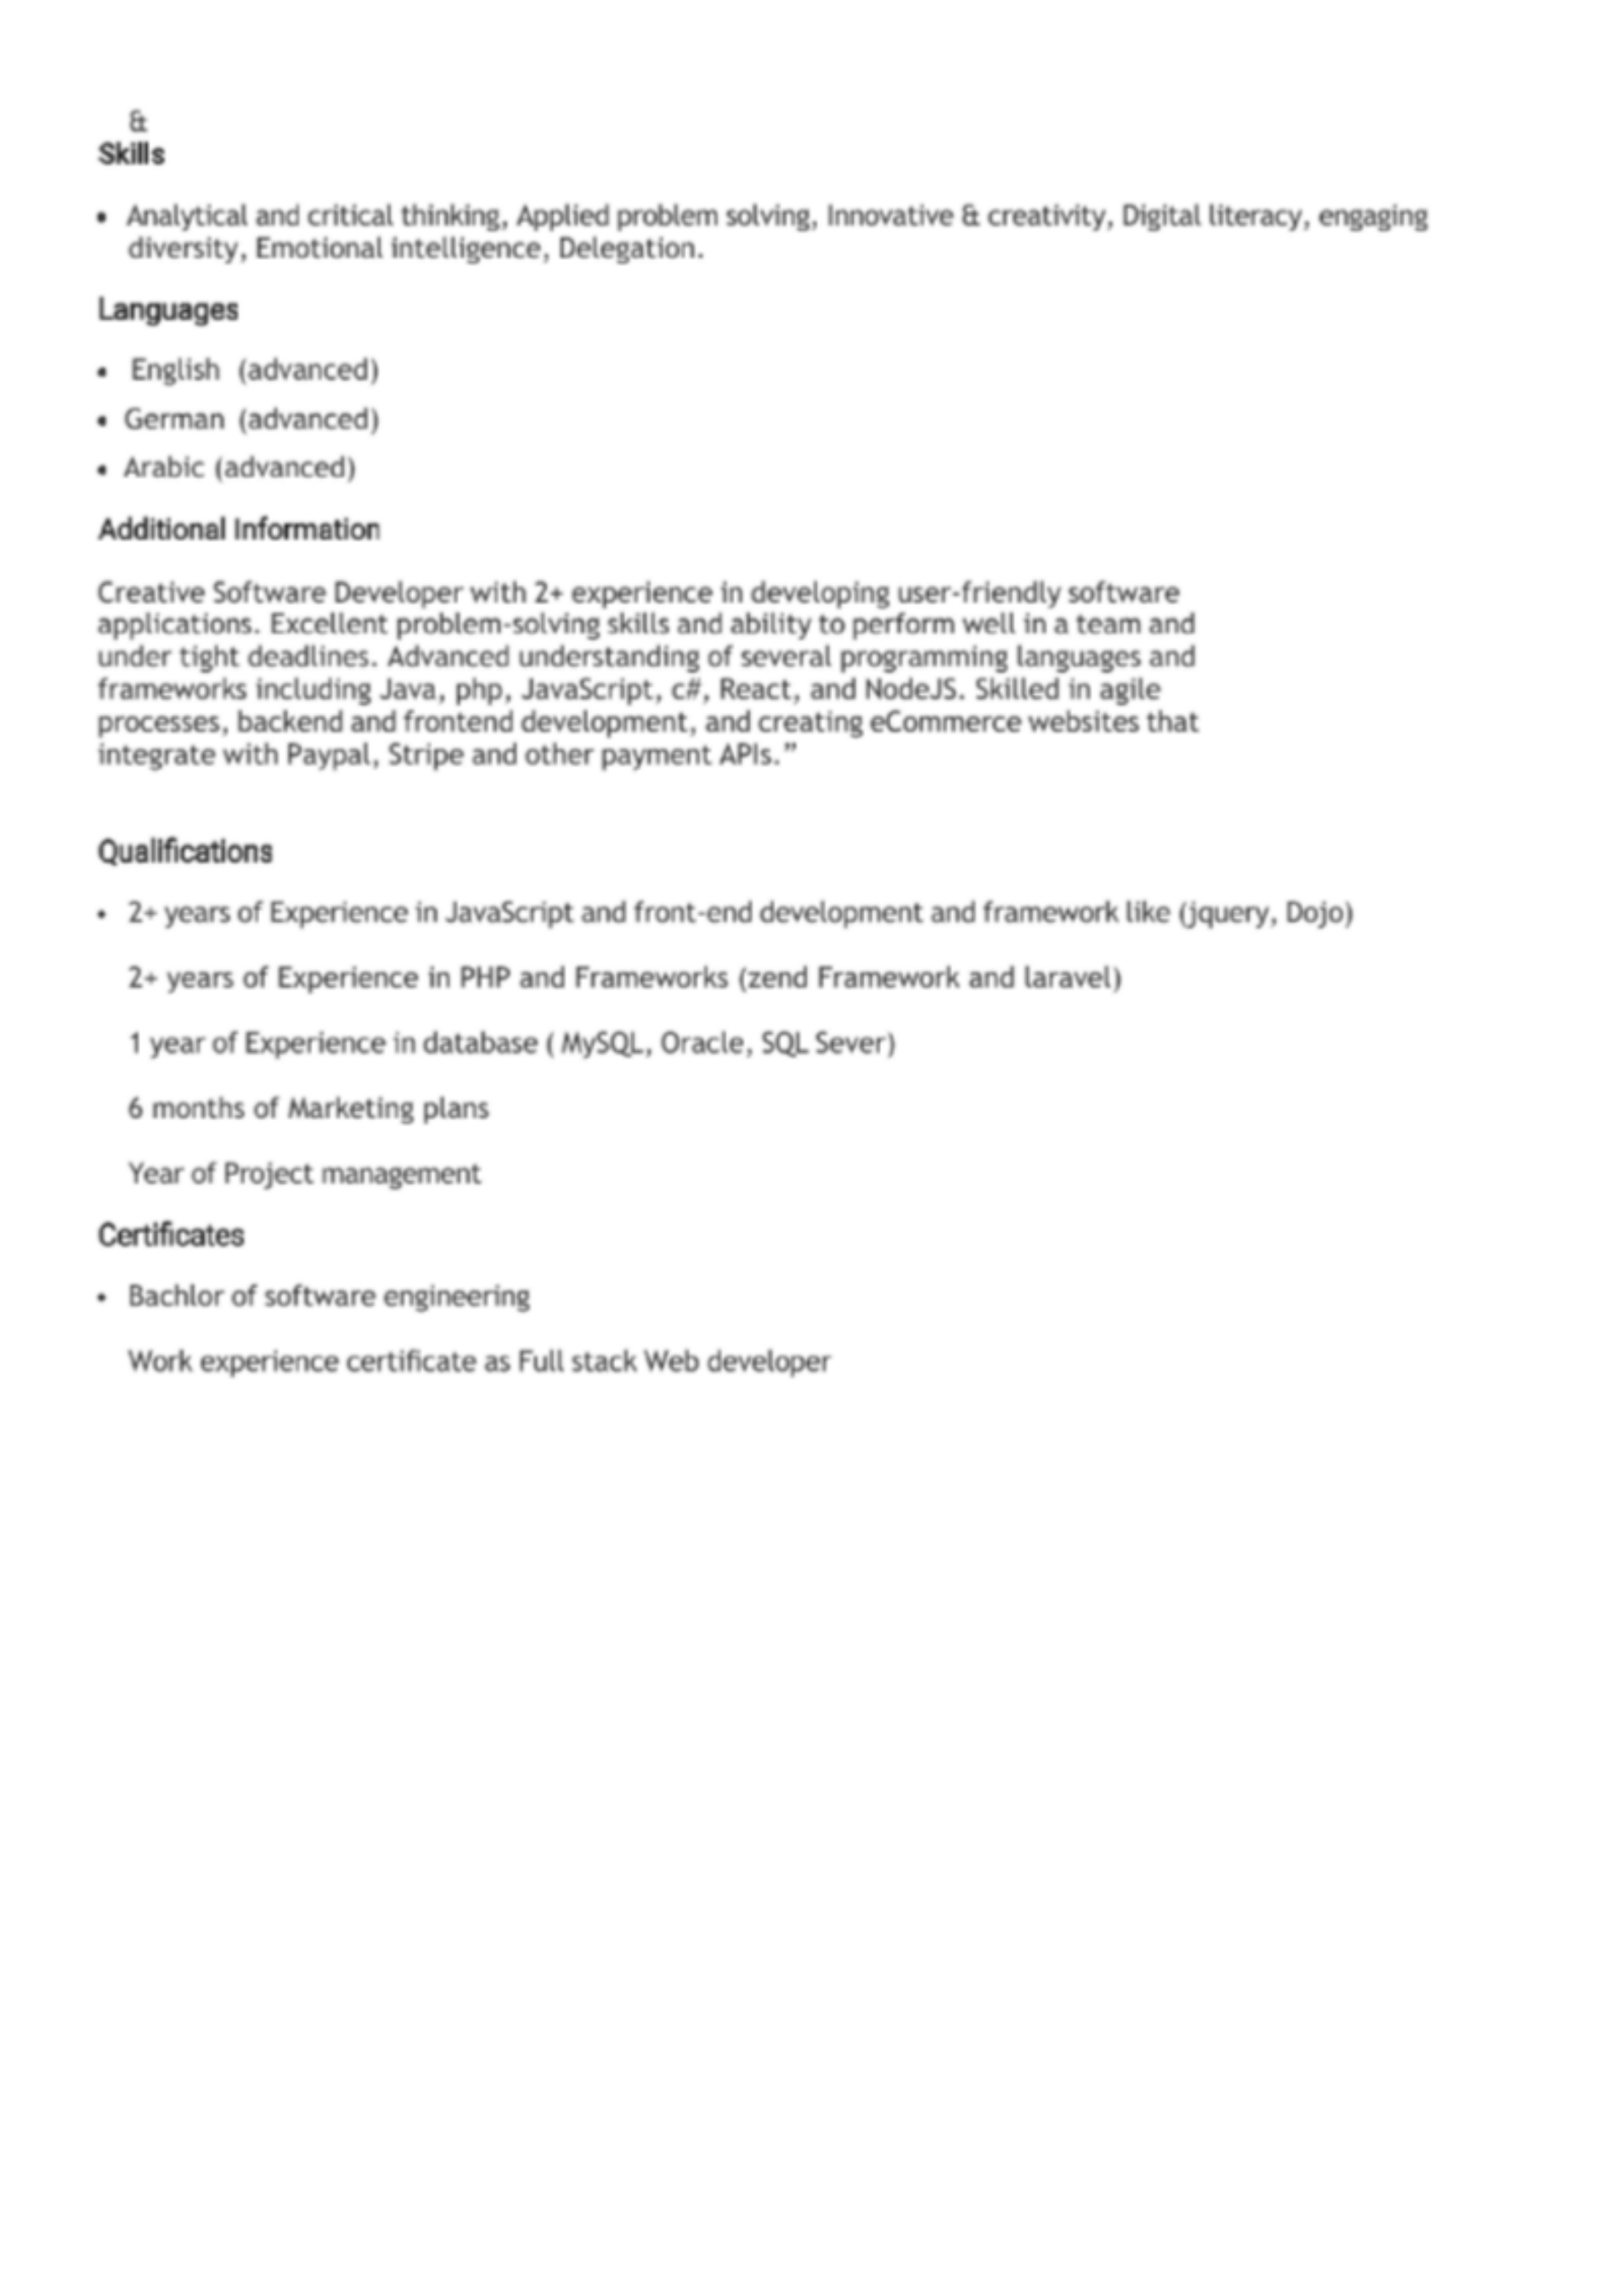 &
Skills
• Analytical and critical thinking, Applied problem solving, Innovative & creativity, Digital literacy, engaging
diversity, Emotional intelligence, Delegation.
Languages
• English (advanced)
• German (advanced)
• Arabic (advanced)
Additional Information
Creative Software Developer with 2+ experience in developing user-friendly software
applications. Excellent problem-solving skills and ability to perform well in a team and
under tight deadlines. Advanced understanding of several programming languages and
frameworks including Java, php, JavaScript, c#, React, and NodeJS. Skilled in agile
processes, backend and frontend development, and creating eCommerce websites that
integrate with Paypal, Stripe and other payment APIs.”
Qualifications
• 2+ years of Experience in JavaScript and front-end development and framework like (jquery, Dojo)
2+ years of Experience in PHP and Frameworks (zend Framework and laravel)
1 year of Experience in database ( MySQL, Oracle, SQL Sever)
6 months of Marketing plans
Year of Project management
Certificates
• Bachlor of software engineering
Work experience certificate as Full stack Web developer